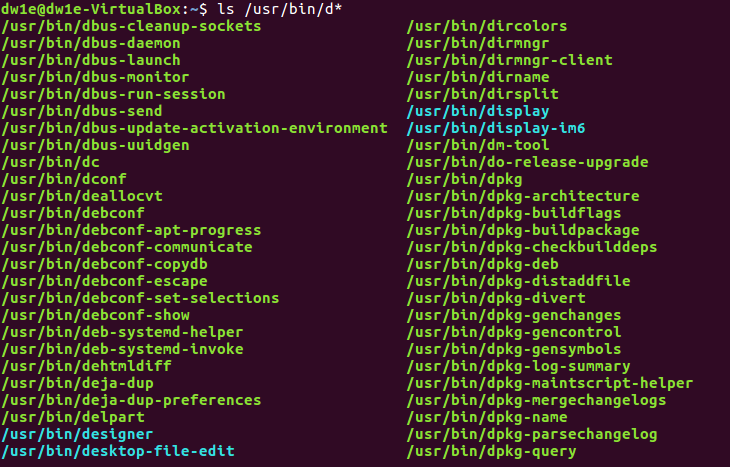 dw1e@dw1e-VirtualBox:~$ ls /usr/bin/d*
/usr/bin/dbus-cleanup-sockets /usr/bin/dircolors
/usr/bin/dbus-daemon /usr/bin/dirmngr
/usr/bin/dbus-launch /usr/bin/dirmngr-client
/usr/bin/dbus-monitor /usr/bin/dirname
/usr/bin/dbus-run-session /usr/bin/dirsplit
/usr/bin/dbus-send /usr/bin/display
/usr/bin/dbus-update-activation-environment /usr/bin/display-im6
/usr/bin/dbus-uuidgen /usr/bin/dm-tool
/usr/bin/dc /usr/bin/do-release-upgrade
/usr/bin/dconf /usr/bin/dpkg
/usr/bin/deallocvt /usr/bin/dpkg-architecture
/usr/bin/debconf /usr/bin/dpkg-buildflags
/usr/bin/debconf-apt-progress /usr/bin/dpkg-buildpackage
/usr/bin/debconf-communicate /usr/bin/dpkg-checkbuilddeps
/usr/bin/debconf-copydb /usr/bin/dpkg-deb
/usr/bin/debconf-escape /usr/bin/dpkg-distaddfile
/usr/bin/debconf-set-selections /usr/bin/dpkg-divert
/usr/bin/debconf-show /usr/bin/dpkg-genchanges
/usr/bin/deb-systemd-helper /usr/bin/dpkg-gencontrol
/usr/bin/deb-systemd-invoke /usr/bin/dpkg-gensymbols
/usr/bin/dehtmldiff /usr/bin/dpkg-log-summary
/usr/bin/deja-dup /usr/bin/dpkg-maintscript-helper
/usr/bin/deja-dup-preferences /usr/bin/dpkg-mergechangelogs
/usr/bin/delpart /usr/bin/dpkg-name
/usr/bin/designer /usr/bin/dpkg-parsechangelog
/usr/bin/desktop-file-edit /usr/bin/dpkg-query